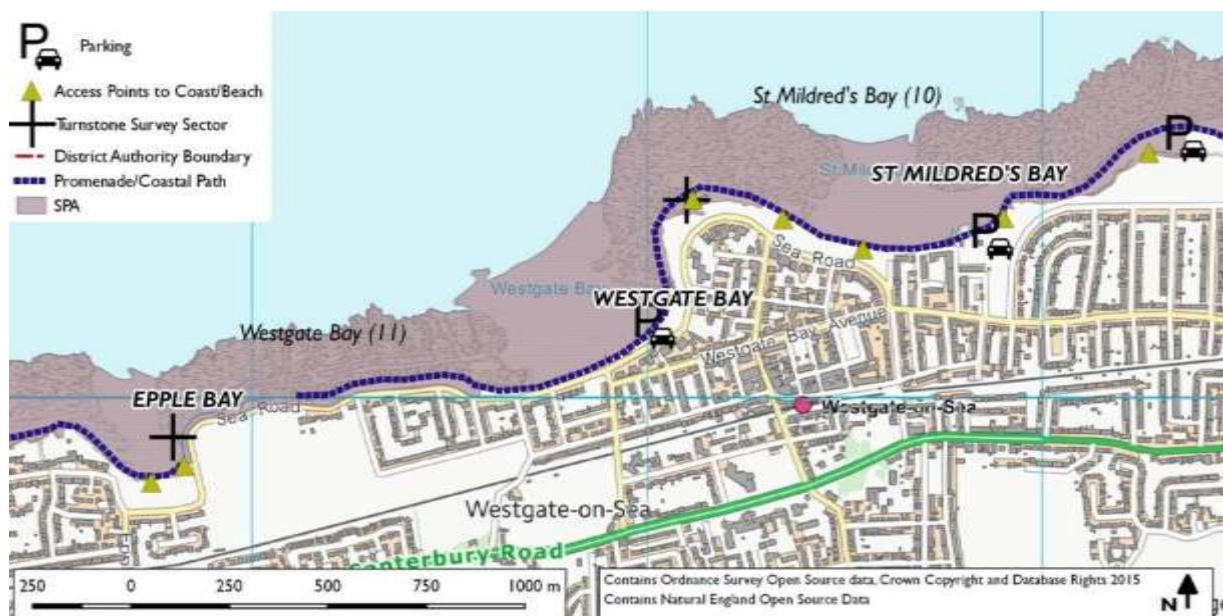 P
Parking
Access Points to Coast/Beach
Turnstone Survey Sector
District Authority Boundary
Promenade/Coastal Path
SPA
St Mildred's Bay (10)
P
ST MILDRED'S BAY
P
Sea Road
Westgate Bay
WESTGATE BAY
P
Westgate Bay (11)
Westgate Bay Avenue
EPPLE BAY
Sea Road
Westgate-on-Sea
Westgate-on-Sea
Canterbury Road
250 0 250 500 750 1000 m
Contains Ordnance Survey Open Source data, Crown Copyright and Database Rights 2015
Contains Natural England Open Source Data
N